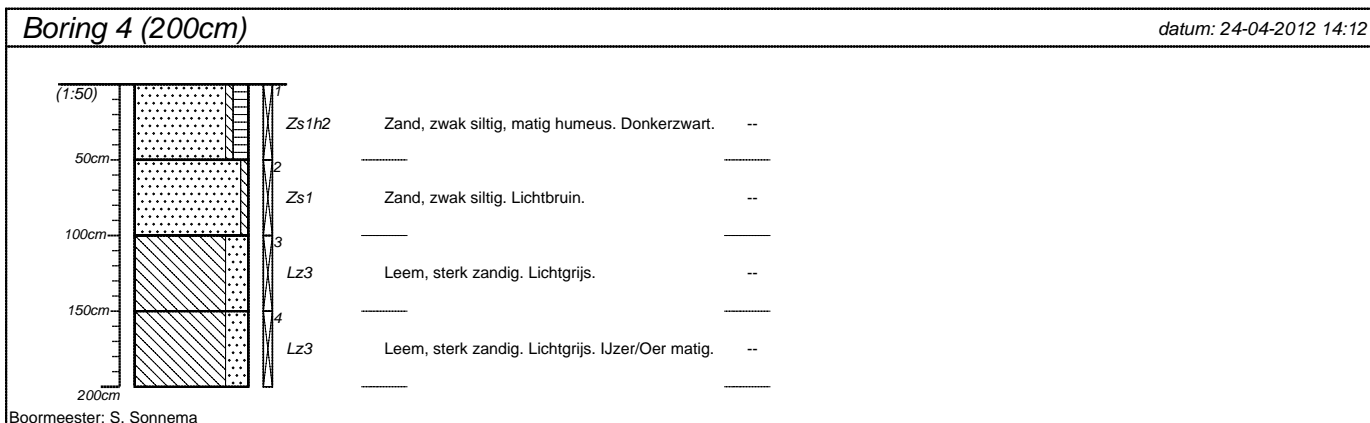 Boring 4 (200cm) datum: 24-04-2012 14:12
(1:50)
1
Zs1h2 Zand, zwak siltig, matig humeus. Donkerzwart. --
50cm
2
Zs1 Zand, zwak siltig. Lichtbruin. --
100cm
3
Lz3 Leem, sterk zandig. Lichtgrijs. --
150cm
4
Lz3 Leem, sterk zandig. Lichtgrijs. IJzer/Oer matig. --
200cm
Boormeester: S. Sonnema